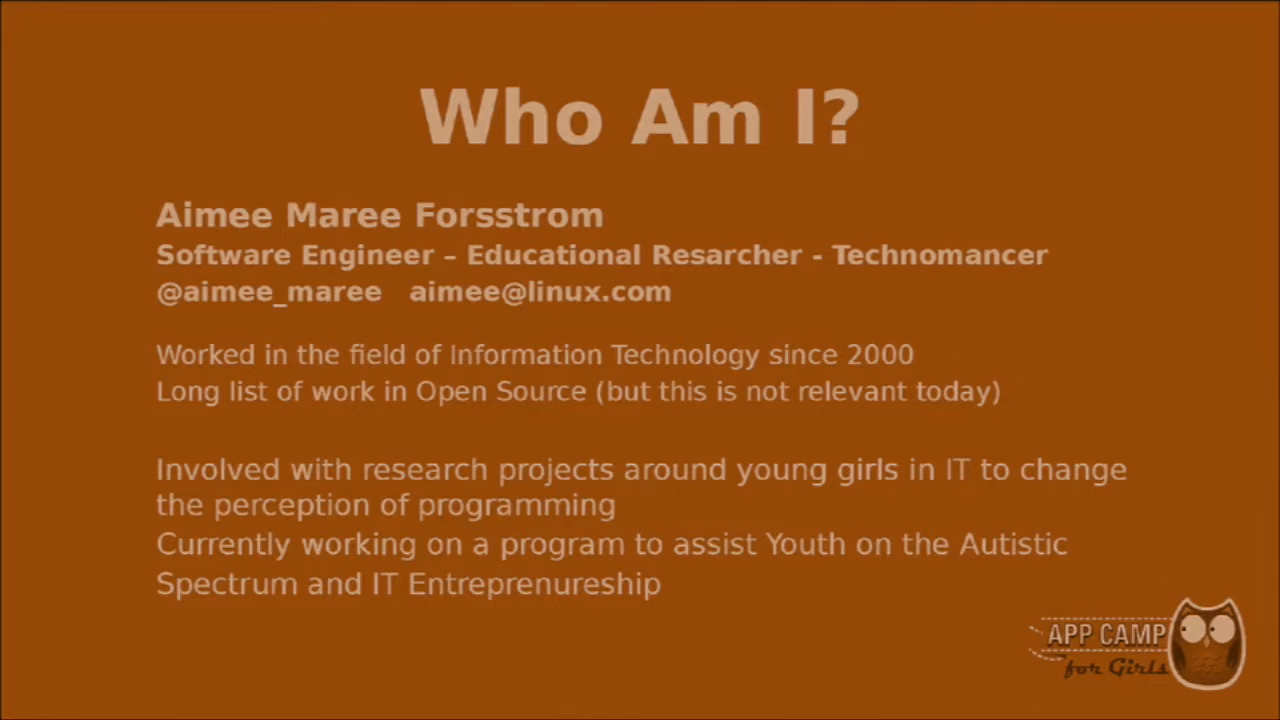 Who Am I?
Aimee Maree Forsstrom
Software Engineer – Educational Resarcher - Technomancer
@aimee_maree aimee@linux.com
Worked in the field of Information Technology since 2000
Long list of work in Open Source (but this is not relevant today)
Involved with research projects around young girls in IT to change
the perception of programming
Currently working on a program to assist Youth on the Autistic
Spectrum and IT Entreprenureship
APP CAMP
for Girls